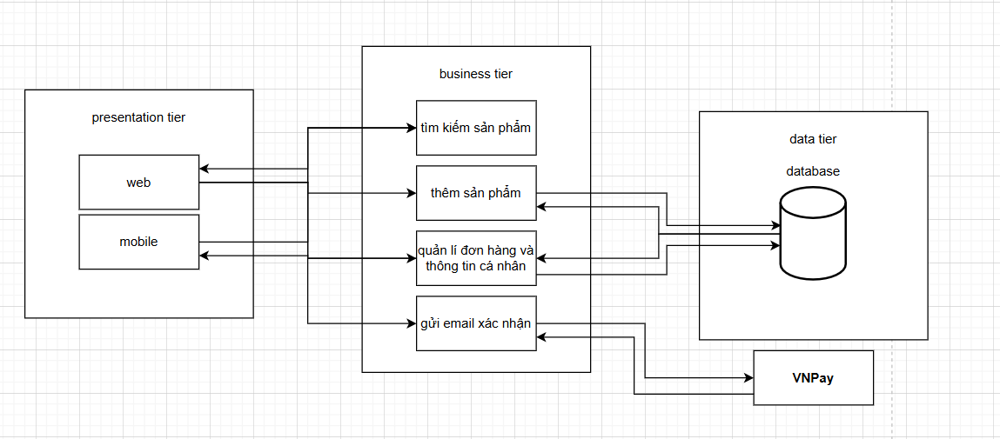 presentation tier
web
mobile
business tier
tìm kiếm sản phẩm
thêm sản phẩm
quản lí đơn hàng và
thông tin cá nhân
gửi email xác nhận
data tier
database
VNPay